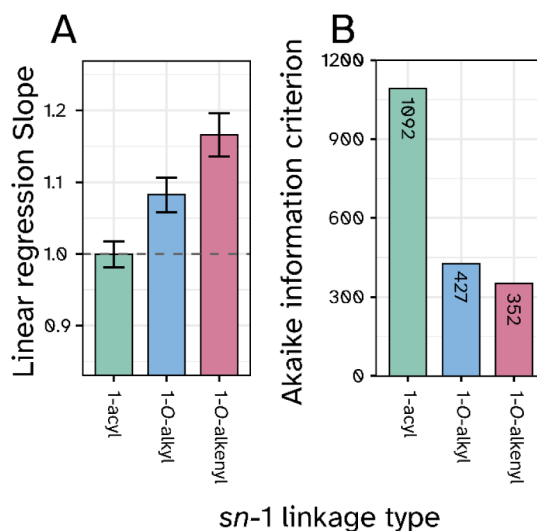 A
Linear regression Slope
1.2
1.1
1.0
0.9
1-acyl
1-O-alkyl
1-O-alkenyl
B
Akaike information criterion
1200
900
600
300
0
1092
427
352
1-acyl
1-O-alkyl
1-O-alkenyl
sn-1 linkage type